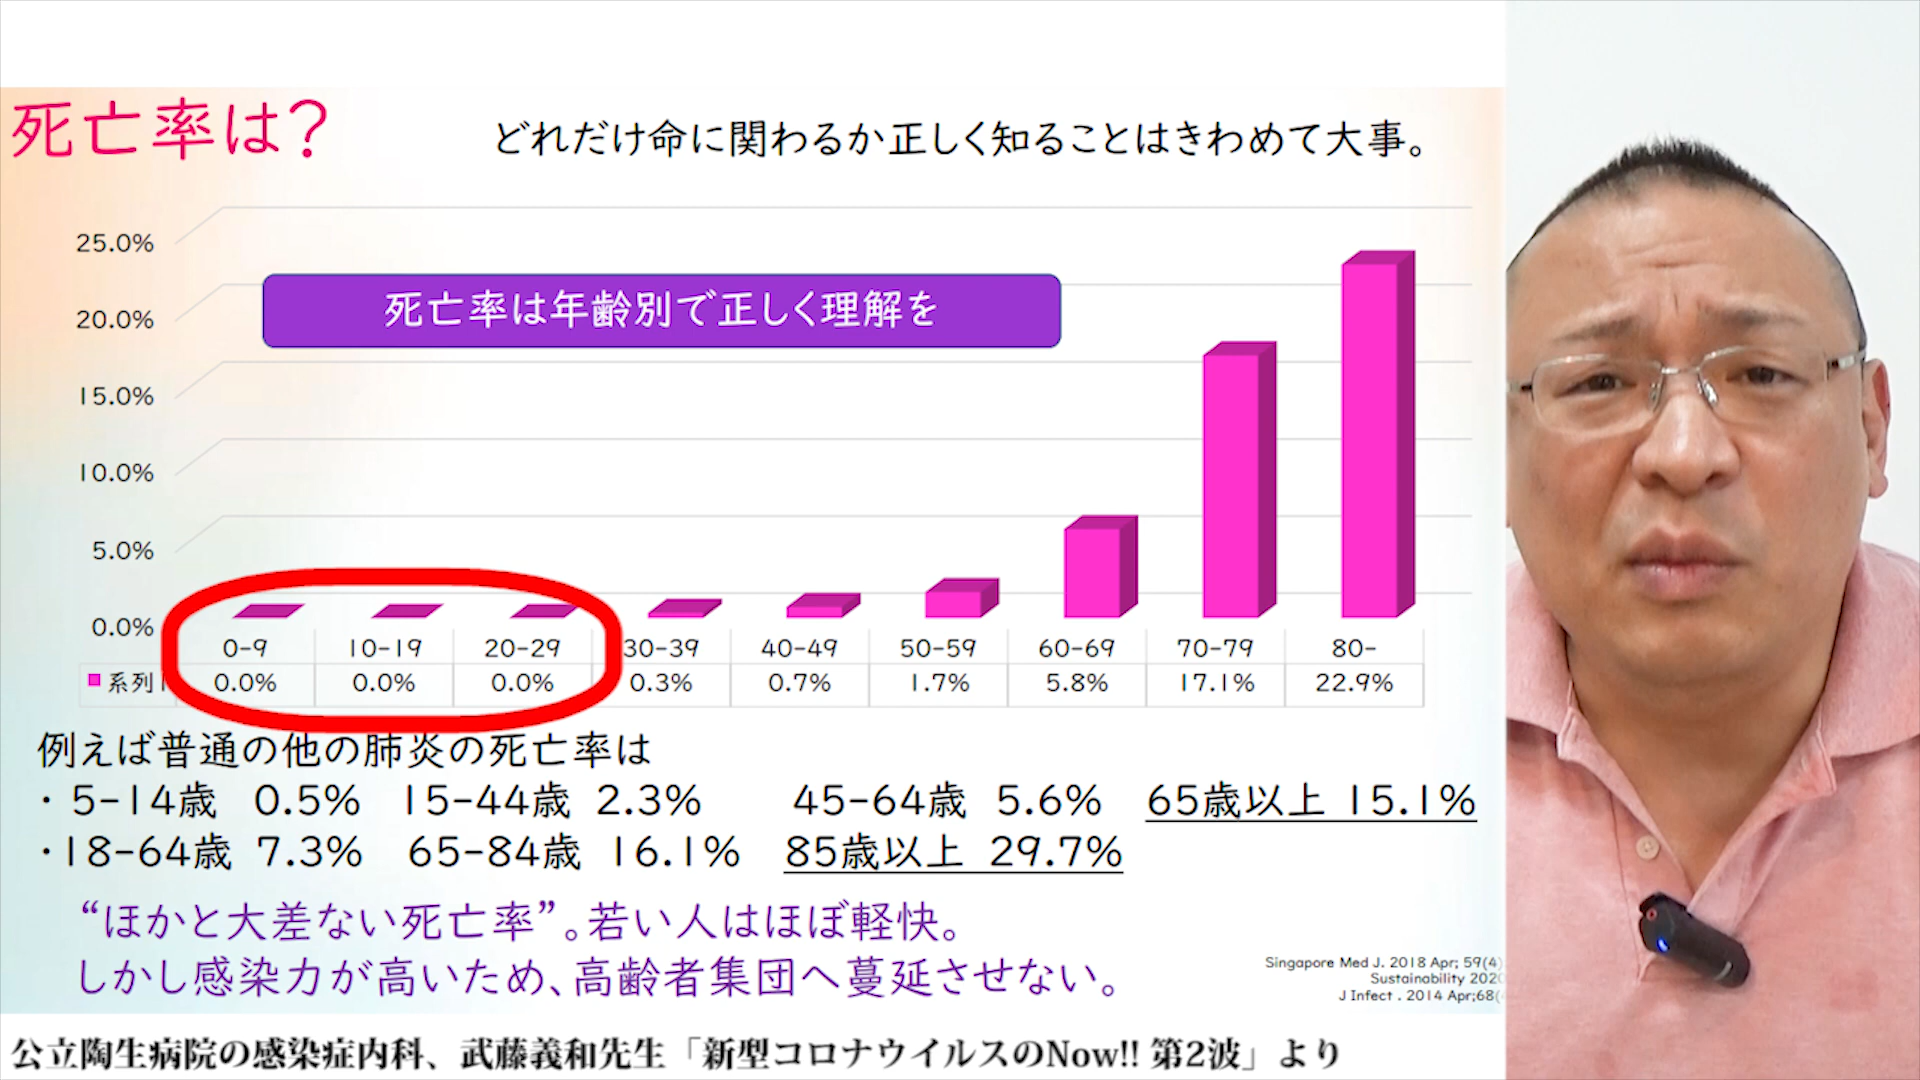 死亡率は?
どれだけ命に関わるか正しく知ることはきわめて大事。
25.0%
死亡率は年齢別で正しく理解を
20.0%
15.0%
10.0%
5.0%
0.0%
0-9 10-19 20-29 30-39 40-49 50-59 60-69 70-79 80-
系列1 0.0% 0.0% 0.0% 0.3% 0.7% 1.7% 5.8% 17.1% 22.9%
例えば普通の他の肺炎の死亡率は
・5-14歳 0.5% 15-44歳 2.3% 45-64歳 5.6% 65歳以上 15.1%
・18-64歳 7.3% 65-84歳 16.1% 85歳以上 29.7%
“ほかと大差ない死亡率”。若い人はほぼ軽快。
しかし感染力が高いため、高齢者集団へ蔓延させない。
Singapore Med J. 2018 Apr; 59(4)
Sustainability 2020
J Infect . 2014 Apr;68(
公立陶生病院の感染症内科、武藤義和先生「新型コロナウイルスのNow!! 第2波」より